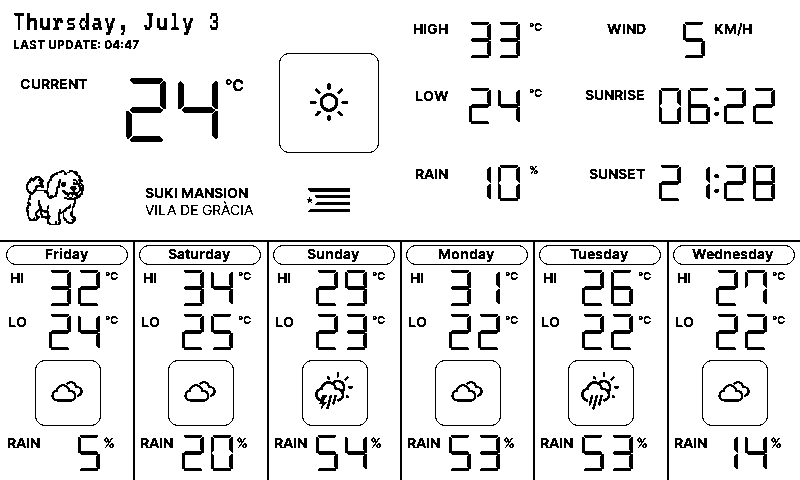 Thursday, July 3
LAST UPDATE: 04:47
CURRENT 24 °C
SUKI MANSION
VILA DE GRÀCIA
HIGH 33 °C
WIND 5 KM/H
LOW 24 °C
SUNRISE 06:22
RAIN 10 %
SUNSET 21:28
Friday
HI 32 °C
LO 24 °C
RAIN 5 %
Saturday
HI 34 °C
LO 25 °C
RAIN 20 %
Sunday
HI 29 °C
LO 23 °C
RAIN 54 %
Monday
HI 31 °C
LO 22 °C
RAIN 53 %
Tuesday
HI 26 °C
LO 22 °C
RAIN 53 %
Wednesday
HI 27 °C
LO 22 °C
RAIN 14 %